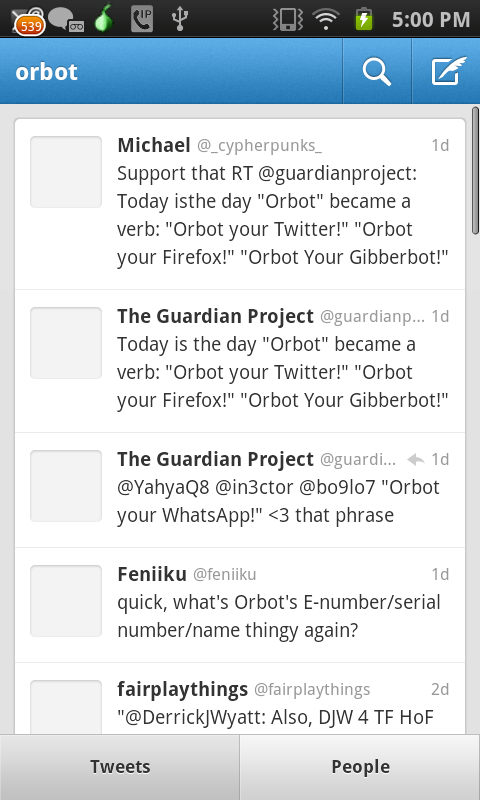 539
IP
5:00 PM
orbot
Michael @_cypherpunks_ 1d
Support that RT @guardianproject:
Today isthe day "Orbot" became a
verb: "Orbot your Twitter!" "Orbot
your Firefox!" "Orbot Your Gibberbot!"
The Guardian Project @guardianp... 1d
Today is the day "Orbot" became a
verb: "Orbot your Twitter!" "Orbot
your Firefox!" "Orbot Your Gibberbot!"
The Guardian Project @guardi... 1d
@YahyaQ8 @in3ctor @bo9lo7 "Orbot
your WhatsApp!" <3 that phrase
Feniiku @feniiku 1d
quick, what's Orbot's E-number/serial
number/name thingy again?
fairplaythings @fairplaythings 2d
"@DerrickJWyatt: Also, DJW 4 TF HoF
Tweets People